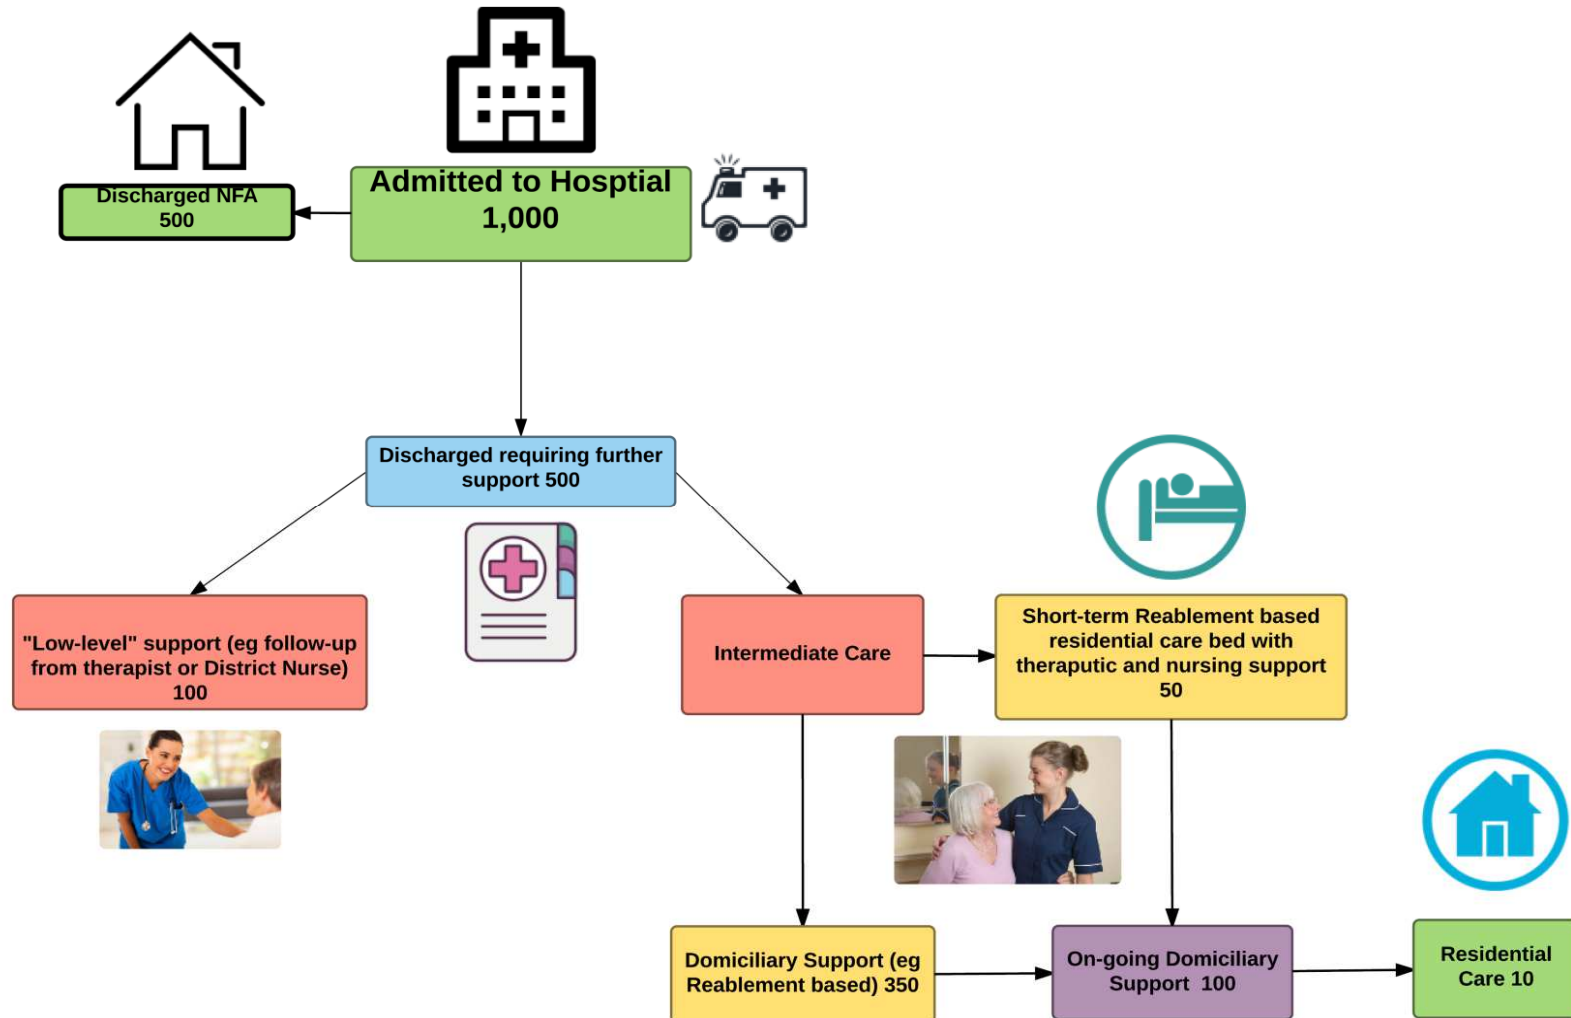 Admitted to Hosptial
1,000
Discharged NFA
500
Discharged requiring further
support 500
"Low-level" support (eg follow-up
from therapist or District Nurse)
100
Intermediate Care
Short-term Reablement based
residential care bed with
theraputic and nursing support
50
Domiciliary Support (eg
Reablement based) 350
On-going Domiciliary
Support 100
Residential
Care 10